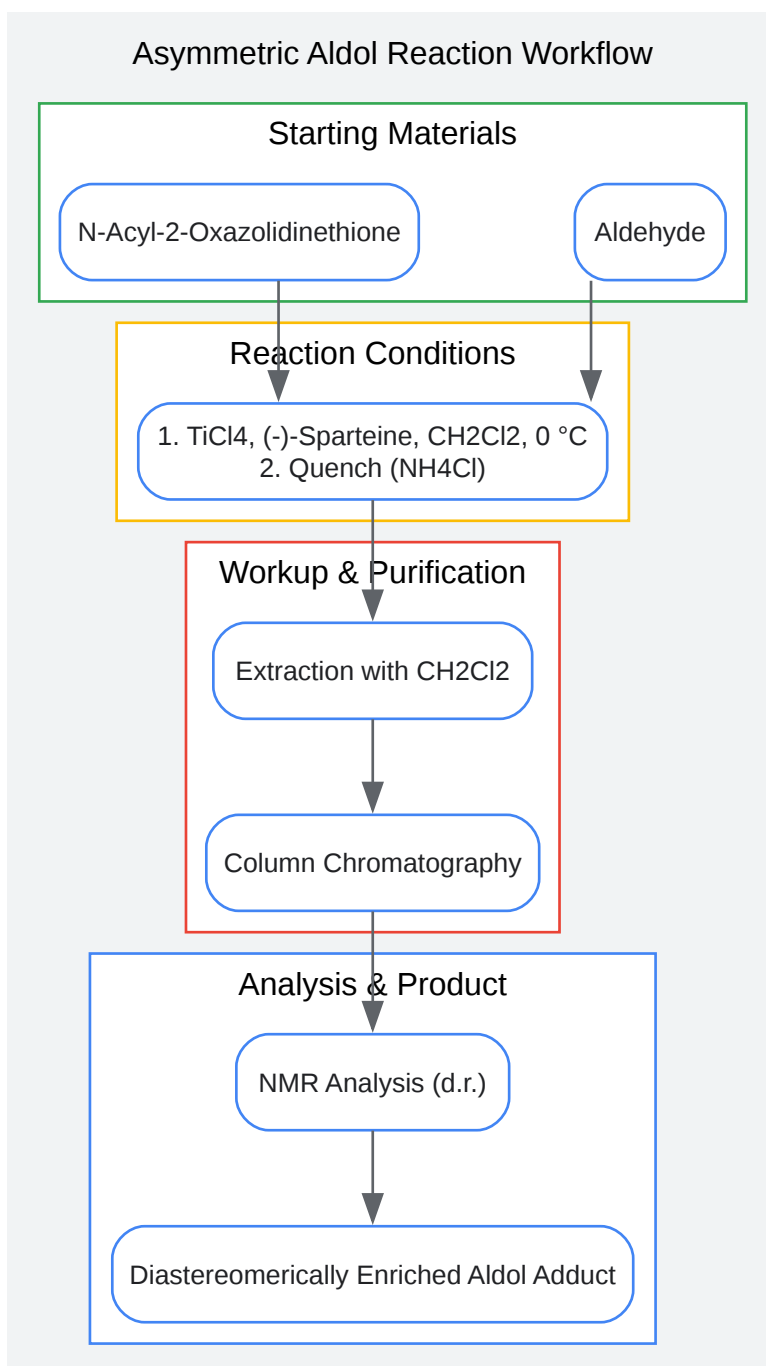 Asymmetric Aldol Reaction Workflow
Starting Materials
N-Acyl-2-Oxazolidinethione
Aldehyde
Reaction Conditions
1. TiCl4, (-)-Sparteine, CH2Cl2, 0 °C
2. Quench (NH4Cl)
Workup & Purification
Extraction with CH2Cl2
Column Chromatography
Analysis & Product
NMR Analysis (d.r.)
Diastereomerically Enriched Aldol Adduct